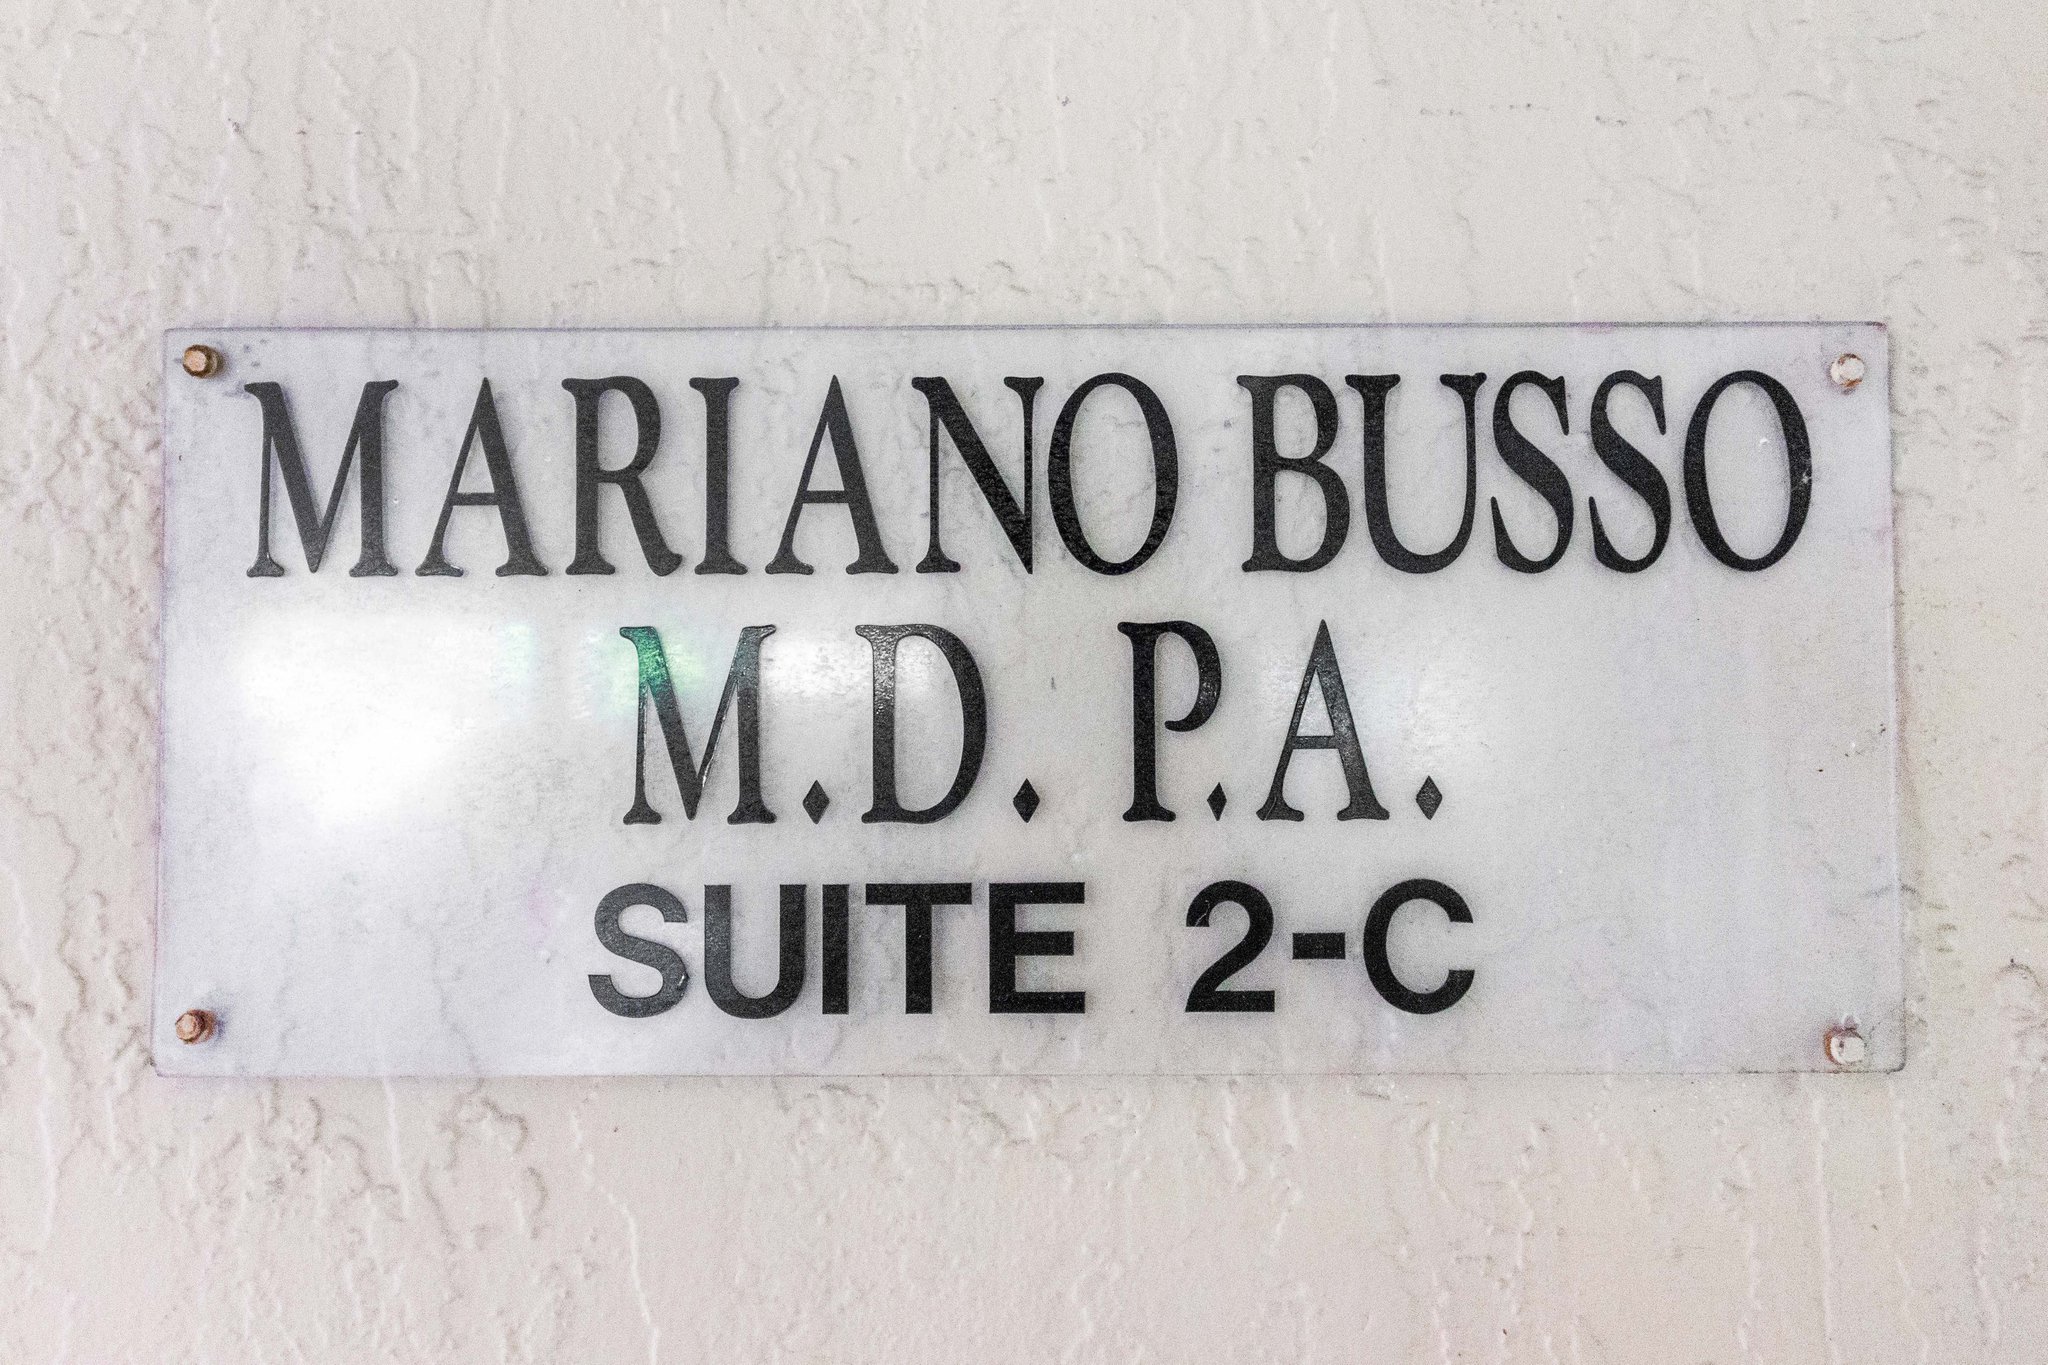 MARIANO BUSSO
M.D. P.A.
SUITE 2-C